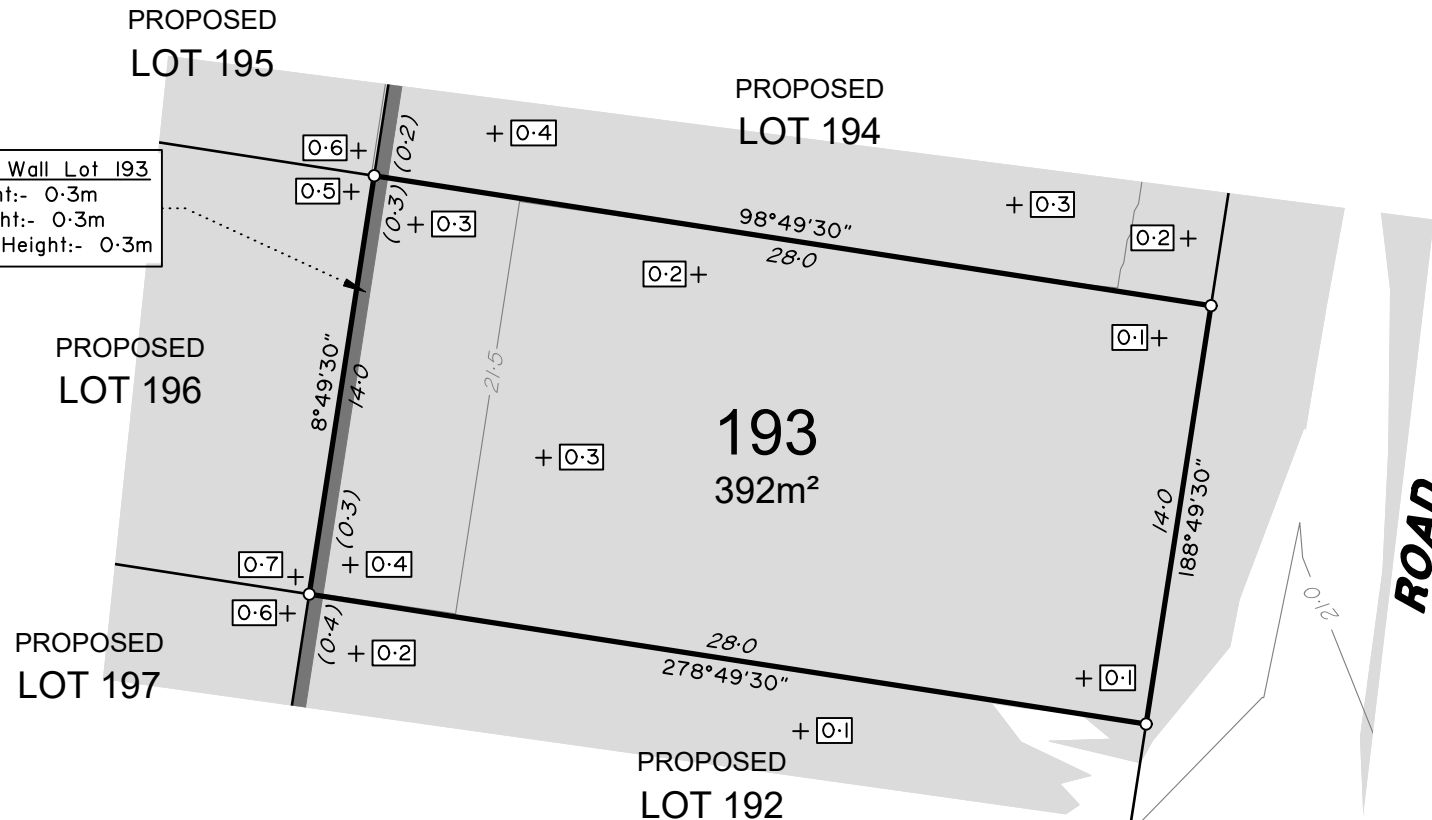 PROPOSED
LOT 195
PROPOSED
LOT 194
0·6
(0·2)
0·4
Wall Lot 193
ht:- 0·3m
ht:- 0·3m
Height:- 0·3m
0·5
(0·3)
0·3
0·3
98°49'30"
28·0
0·2
0·2
0·1
PROPOSED
LOT 196
8°49'30"
14·0
21·5
193
392m²
0·3
14·0
188°49'30"
ROAD
(0·3)
0·7
0·4
0·6
(0·4)
0·2
21·0
PROPOSED
LOT 197
28·0
278°49'30"
0·1
0·1
PROPOSED
LOT 192